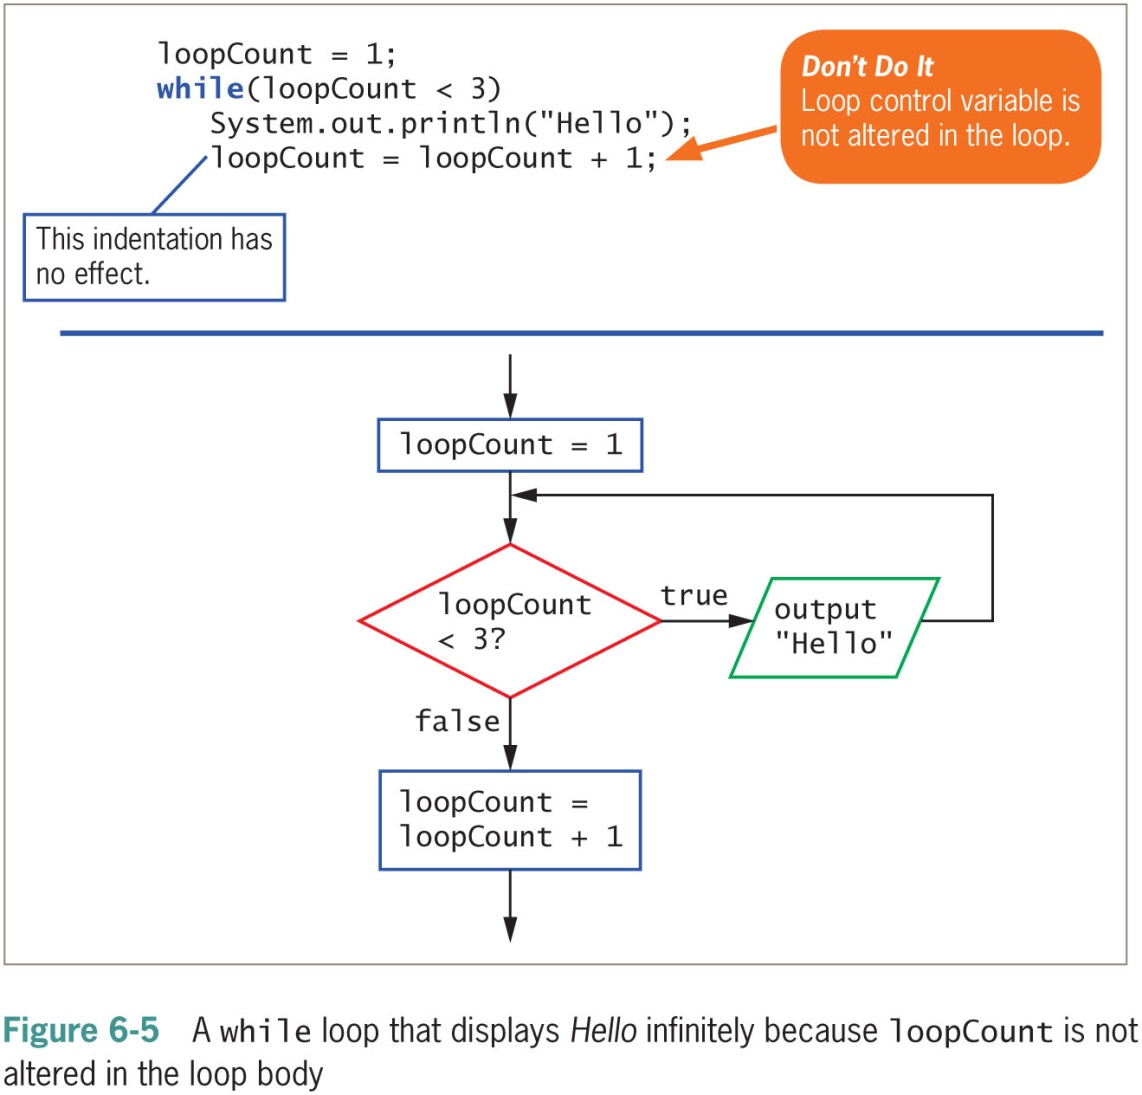 loopCount = 1;
while(loopCount < 3)
System.out.println("Hello");
loopCount = loopCount + 1;
Don't Do It
Loop control variable is
not altered in the loop.
This indentation has
no effect.
loopCount = 1
loopCount
< 3?
true
output
"Hello"
false
loopCount =
loopCount + 1
Figure 6-5 A while loop that displays Hello infinitely because loopCount is not
altered in the loop body